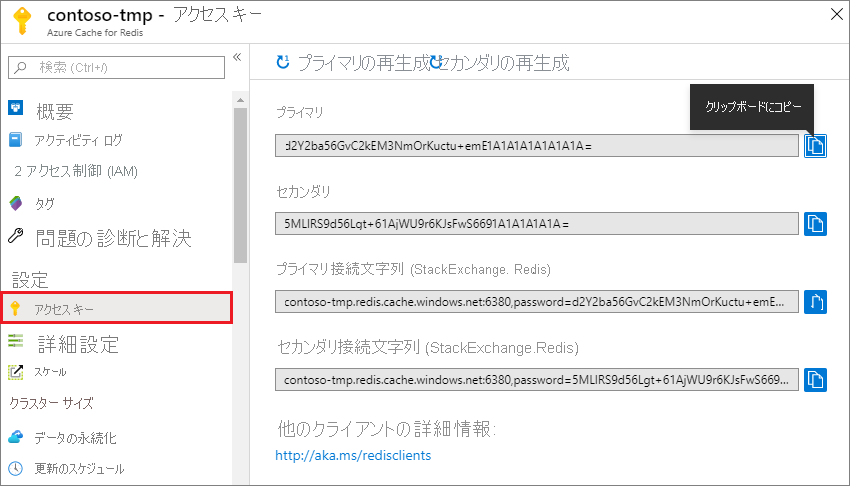 contoso-tmp - アクセス キー
Azure Cache for Redis
検索 (Ctrl+/)
概要
アクティビティ ログ
2 アクセス制御 (IAM)
タグ
問題の診断と解決
設定
アクセス キー
詳細設定
スケール
クラスター サイズ
データの永続化
更新のスケジュール
プライマリの再生成
セカンダリの再生成
クリップボードにコピー
プライマリ
d2Y2ba56GvC2kEM3NmOrKuctu+emE1A1A1A1A1A1A1A=
セカンダリ
5MLIRS9d56Lqt+61AjWU9r6KJsFwS6691A1A1A1A1A=
プライマリ接続文字列 (StackExchange. Redis)
contoso-tmp.redis.cache.windows.net:6380,password=d2Y2ba56GvC2kEM3NmOrKuctu+emE...
セカンダリ接続文字列 (StackExchange.Redis)
contoso-tmp.redis.cache.windows.net:6380,password=5MLIRS9d56Lgt+61AjWU9r6KJsFwS669...
他のクライアントの詳細情報:
http://aka.ms/redisclients